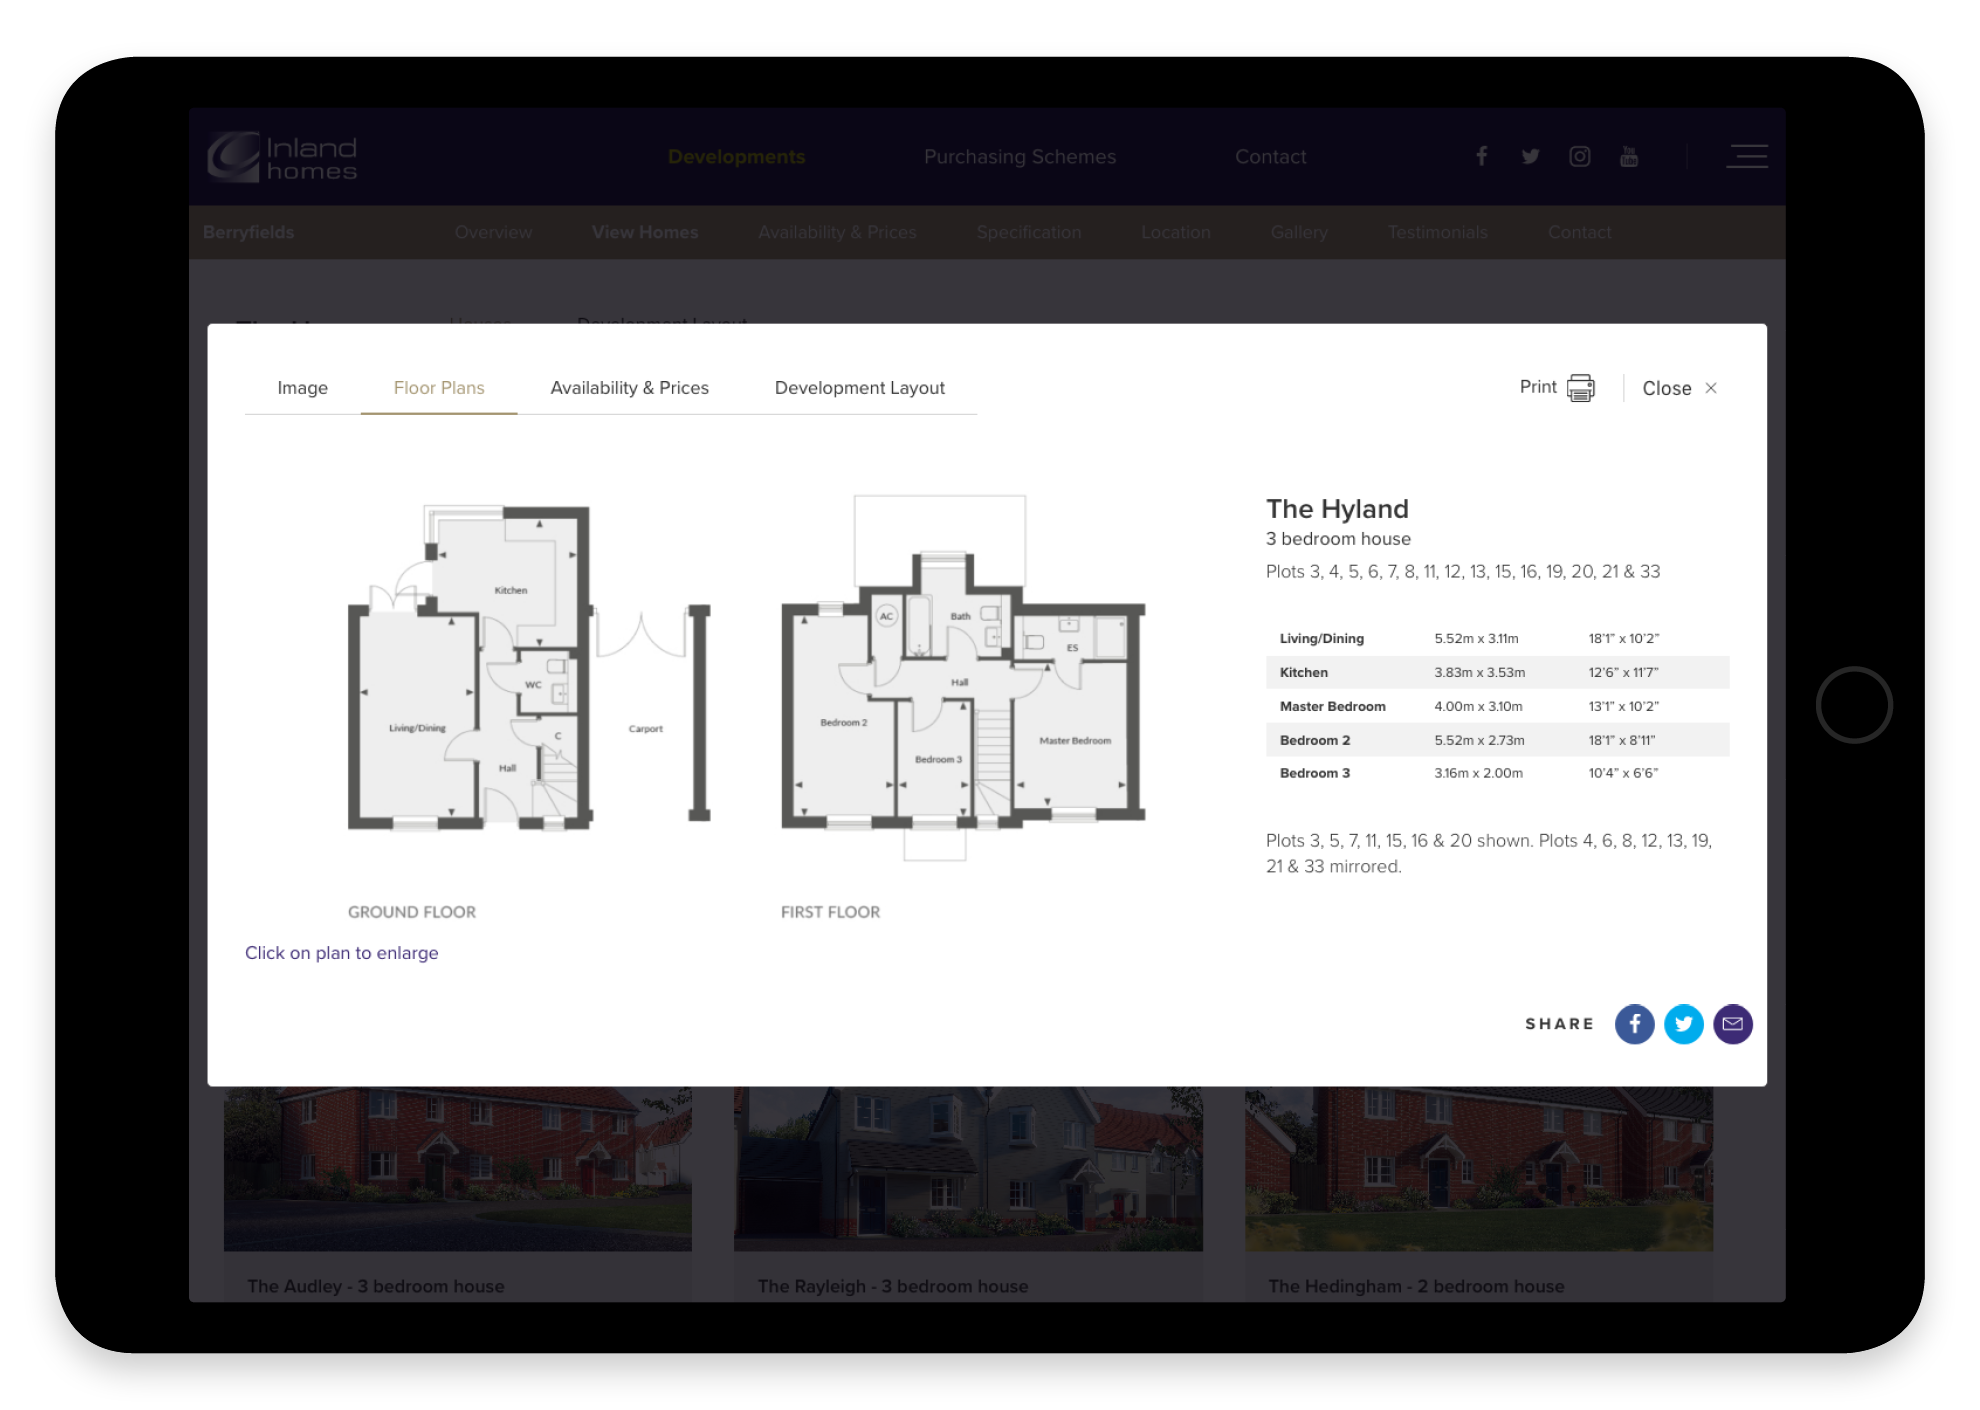 Inland
homes
Developments
Purchasing Schemes
Contact
You
Tube
Berryfields
Overview
View Homes
Availability & Prices
Specification
Location
Gallery
Testimonials
Contact
Houses
Development Layout
Image
Floor Plans
Availability & Prices
Development Layout
Print
Close
Kitchen
WC
Living/Dining
C
Hall
Carport
GROUND FLOOR
AC
Bath
ES
Hall
Bedroom 2
Bedroom 3
Master Bedroom
FIRST FLOOR
Click on plan to enlarge
The Hyland
3 bedroom house
Plots 3, 4, 5, 6, 7, 8, 11, 12, 13, 15, 16, 19, 20, 21 & 33
Living/Dining 5.52m x 3.11m 18'1" x 10'2"
Kitchen 3.83m x 3.53m 12'6" x 11'7"
Master Bedroom 4.00m x 3.10m 13'1" x 10'2"
Bedroom 2 5.52m x 2.73m 18'1" x 8'11"
Bedroom 3 3.16m x 2.00m 10'4" x 6'6"
Plots 3, 5, 7, 11, 15, 16 & 20 shown. Plots 4, 6, 8, 12, 13, 19,
21 & 33 mirrored.
SHARE
The Audley - 3 bedroom house
The Rayleigh - 3 bedroom house
The Hedingham - 2 bedroom house